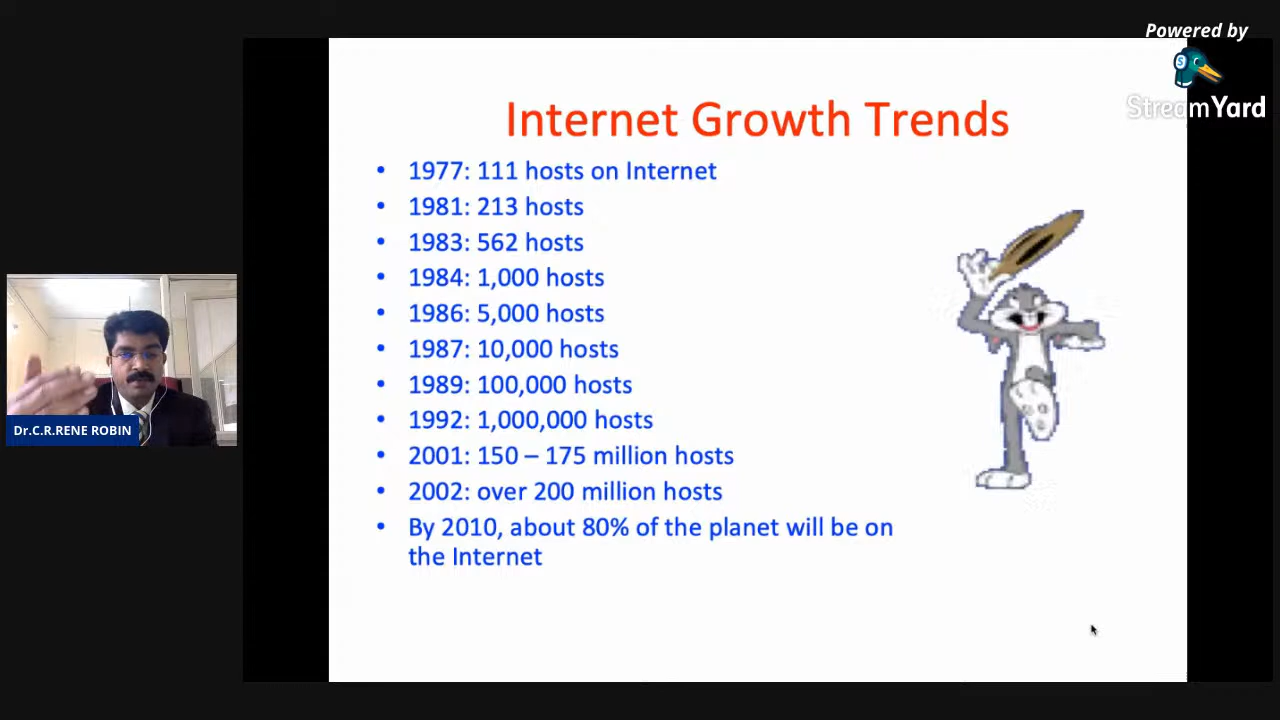 Powered by
StreamYard
Internet Growth Trends
• 1977: 111 hosts on Internet
• 1981: 213 hosts
• 1983: 562 hosts
• 1984: 1,000 hosts
• 1986: 5,000 hosts
• 1987: 10,000 hosts
• 1989: 100,000 hosts
• 1992: 1,000,000 hosts
• 2001: 150 – 175 million hosts
• 2002: over 200 million hosts
• By 2010, about 80% of the planet will be on
the Internet
Dr.C.R.RENE ROBIN